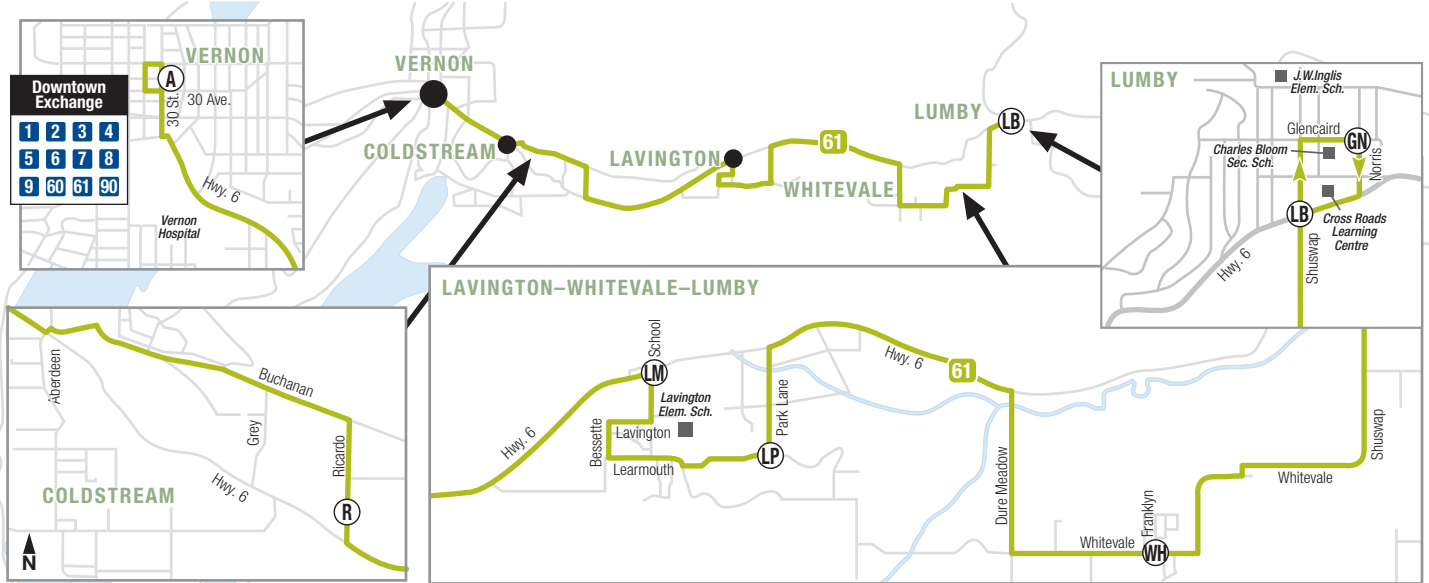 VERNON
A
30 St.
30 Ave.
Hwy. 6
Vernon
Hospital
Downtown
Exchange
1 2 3 4
5 6 7 8
9 60 61 90
VERNON
COLDSTREAM
LAVINGTON
61
WHITEVALE
LUMBY
LB
LUMBY
J.W.Inglis
Elem. Sch.
Glencaird
GN
Charles Bloom
Sec. Sch.
Norris
LB
Cross Roads
Learning
Centre
Shuswap
Hwy. 6
Aberdeen
Buchanan
Grey
Ricardo
Hwy. 6
COLDSTREAM
R
N
LAVINGTON–WHITEVALE–LUMBY
School
LM
Lavington
Elem. Sch.
Hwy. 6
Bessette
Lavington
Learmouth
LP
Park Lane
Hwy. 6
61
Dure Meadow
Whitevale
Franklyn
WH
Whitevale
Shuswap